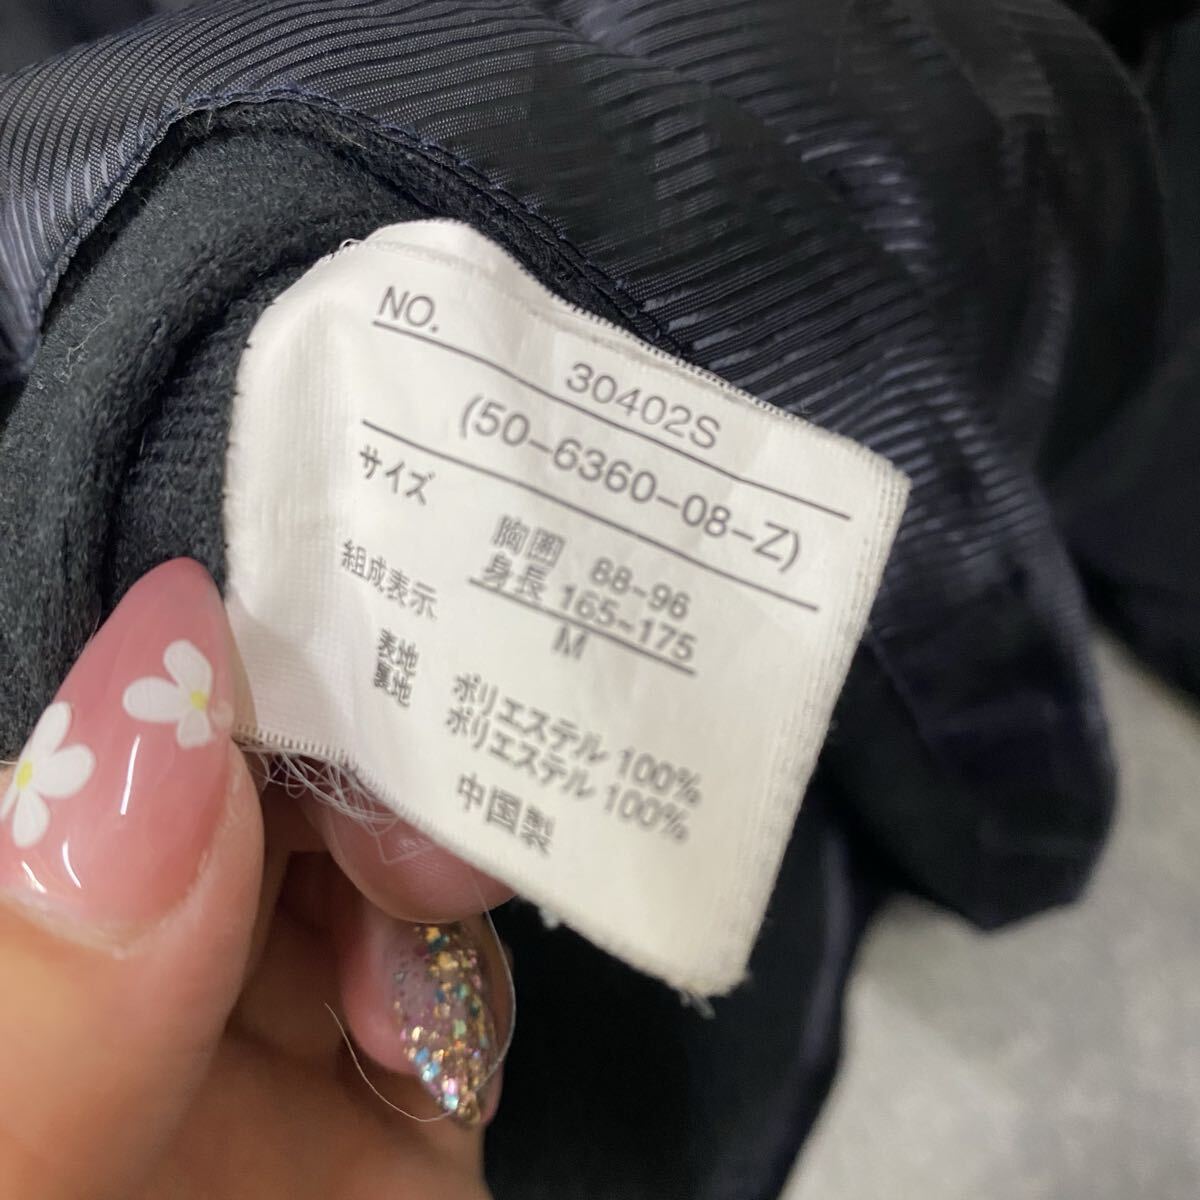 NO. 30402S
(50-6360-08-Z)
サイズ
胸囲 88-96
身長 165~175
M
組成表示
表地 ポリエステル 100%
裏地 ポリエステル 100%
中国製